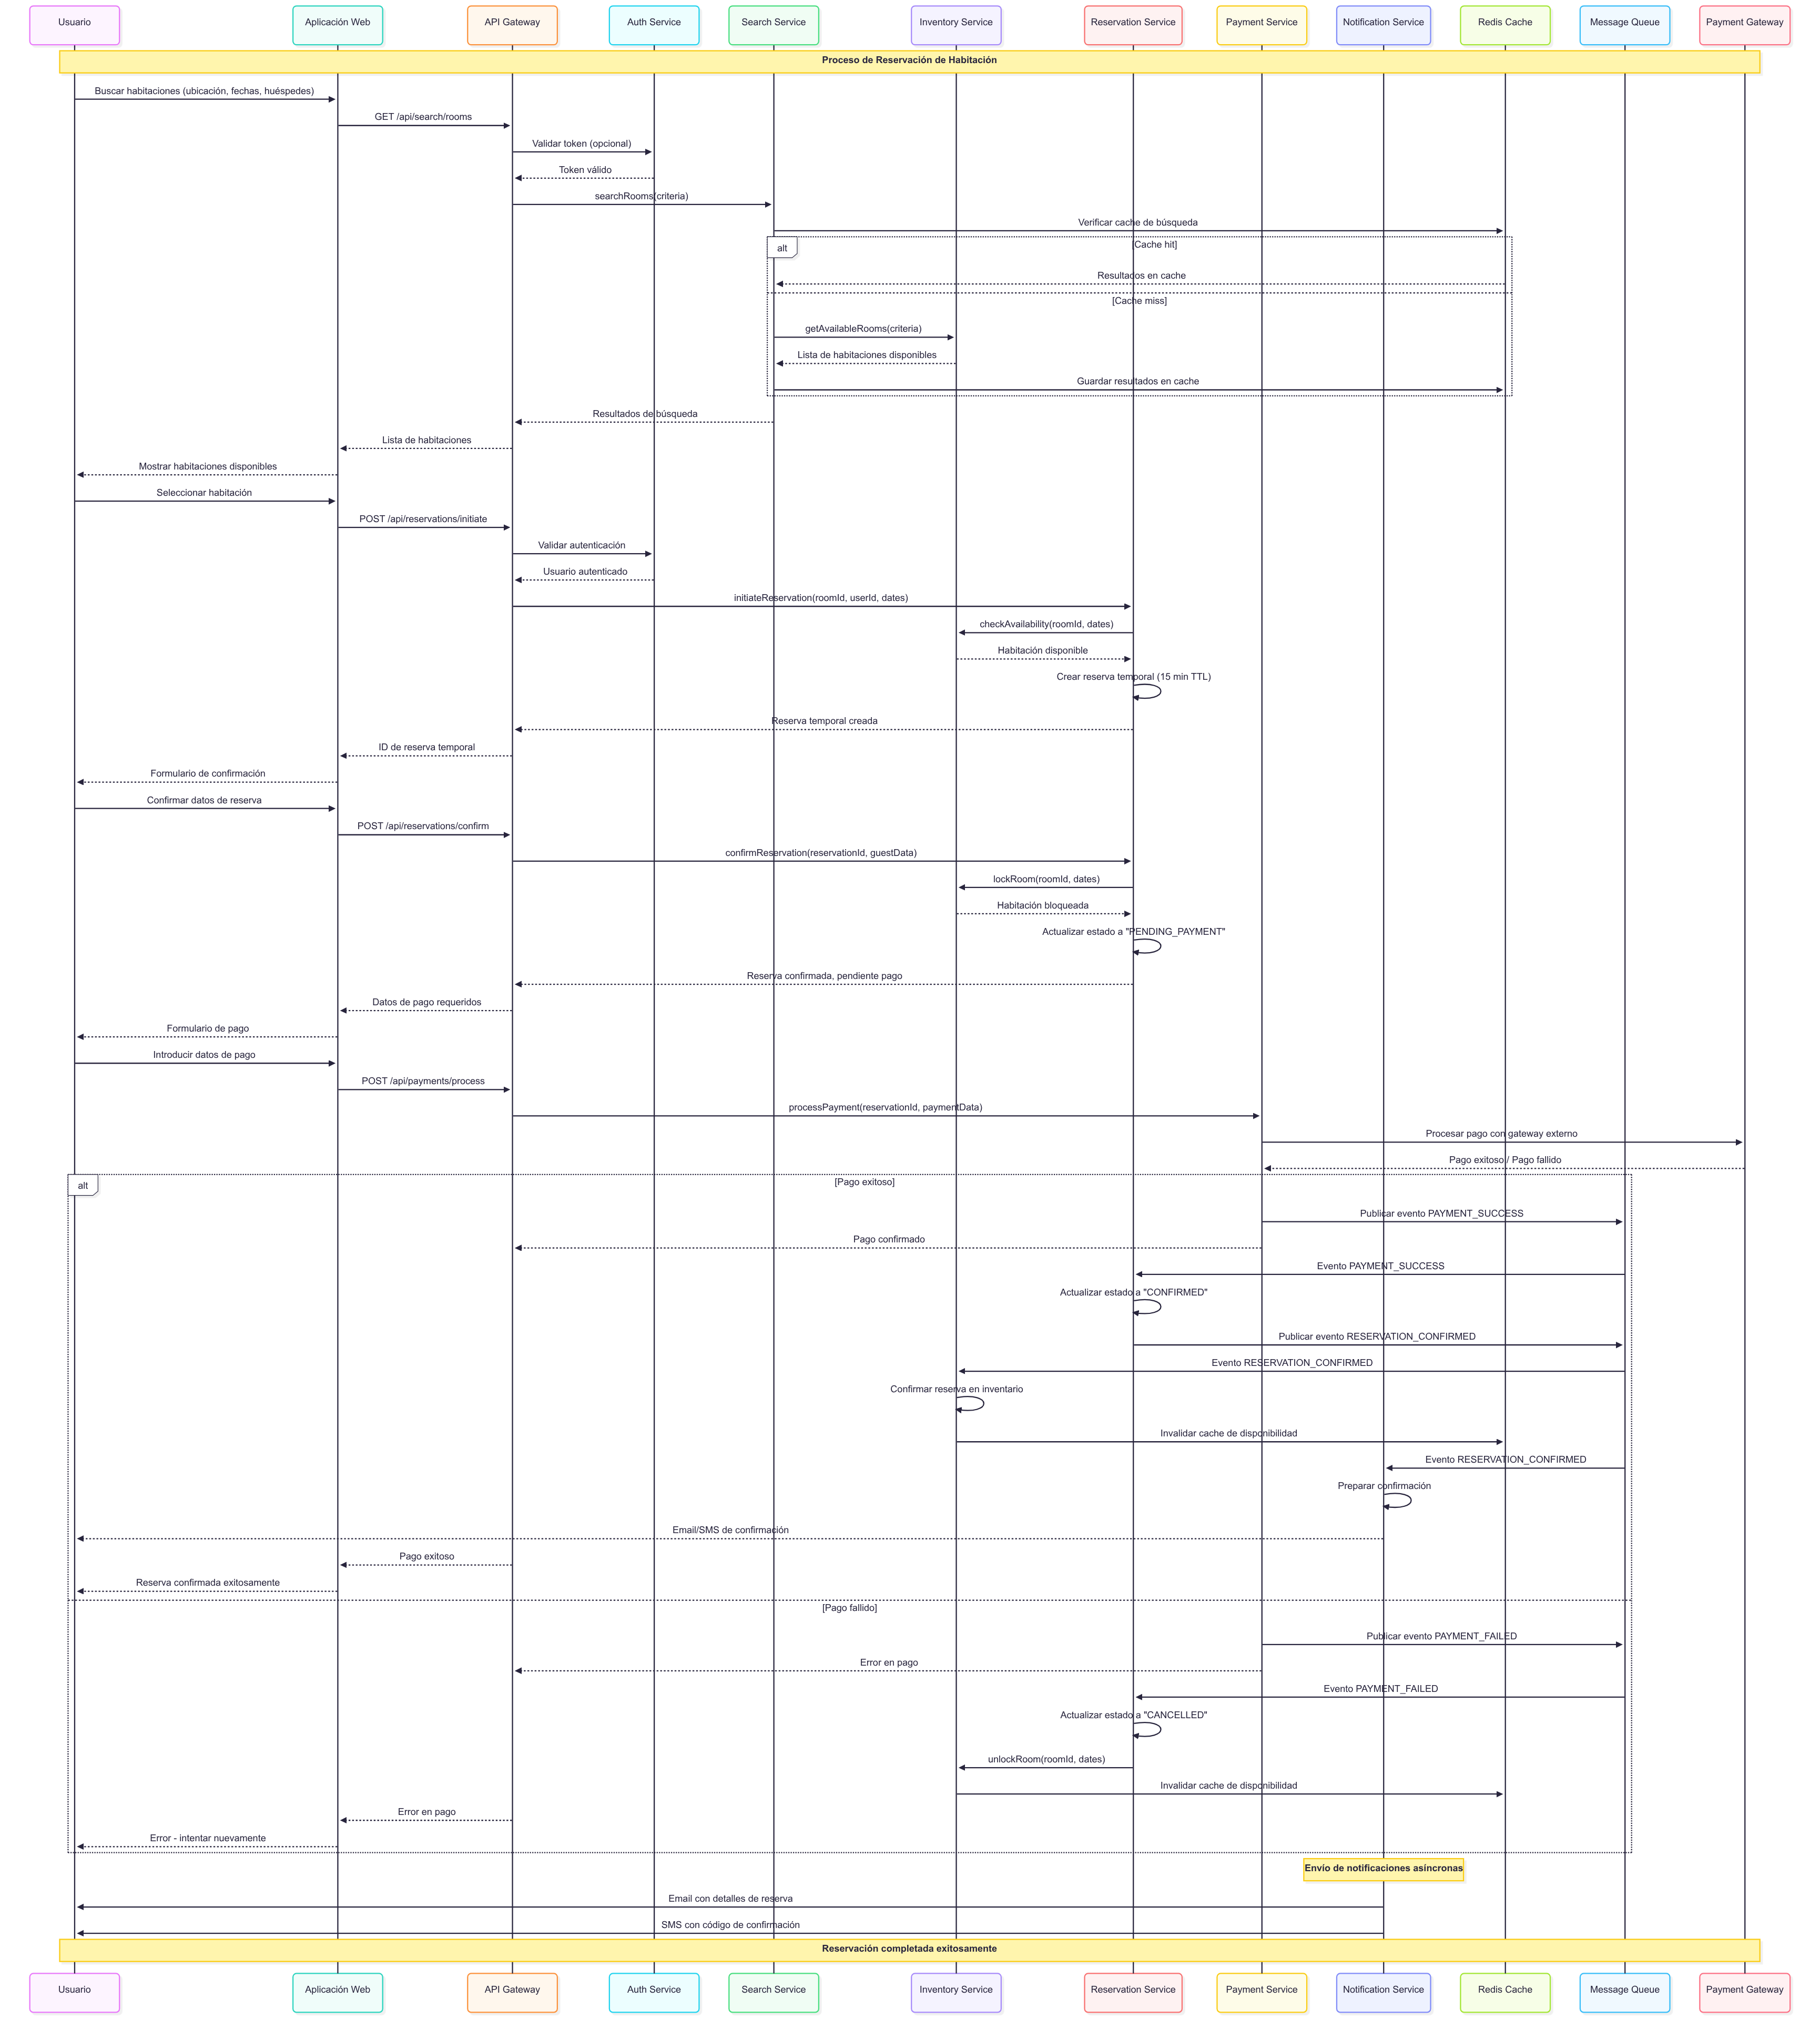 Usuario
Aplicación Web
API Gateway
Auth Service
Search Service
Inventory Service
Reservation Service
Payment Service
Notification Service
Redis Cache
Message Queue
Payment Gateway
Proceso de Reservación de Habitación
Buscar habitaciones (ubicación, fechas, huéspedes)
GET /api/search/rooms
Validar token (opcional)
Token válido
searchRooms(criteria)
Verificar cache de búsqueda
alt
[Cache hit]
Resultados en cache
[Cache miss]
getAvailableRooms(criteria)
Lista de habitaciones disponibles
Guardar resultados en cache
Resultados de búsqueda
Lista de habitaciones
Mostrar habitaciones disponibles
Seleccionar habitación
POST /api/reservations/initiate
Validar autenticación
Usuario autenticado
initiateReservation(roomId, userId, dates)
checkAvailability(roomId, dates)
Habitación disponible
Crear reserva temporal (15 min TTL)
Reserva temporal creada
ID de reserva temporal
Formulario de confirmación
Confirmar datos de reserva
POST /api/reservations/confirm
confirmReservation(reservationId, guestData)
lockRoom(roomId, dates)
Habitación bloqueada
Actualizar estado a "PENDING_PAYMENT"
Reserva confirmada, pendiente pago
Datos de pago requeridos
Formulario de pago
Introducir datos de pago
POST /api/payments/process
processPayment(reservationId, paymentData)
Procesar pago con gateway externo
Pago exitoso / Pago fallido
alt
[Pago exitoso]
Publicar evento PAYMENT_SUCCESS
Pago confirmado
Evento PAYMENT_SUCCESS
Actualizar estado a "CONFIRMED"
Publicar evento RESERVATION_CONFIRMED
Evento RESERVATION_CONFIRMED
Confirmar reserva en inventario
Invalidar cache de disponibilidad
Evento RESERVATION_CONFIRMED
Preparar confirmación
Email/SMS de confirmación
Pago exitoso
Reserva confirmada exitosamente
[Pago fallido]
Publicar evento PAYMENT_FAILED
Error en pago
Evento PAYMENT_FAILED
Actualizar estado a "CANCELLED"
unlockRoom(roomId, dates)
Invalidar cache de disponibilidad
Error en pago
Error - intentar nuevamente
Envío de notificaciones asíncronas
Email con detalles de reserva
SMS con código de confirmación
Reservación completada exitosamente
Usuario
Aplicación Web
API Gateway
Auth Service
Search Service
Inventory Service
Reservation Service
Payment Service
Notification Service
Redis Cache
Message Queue
Payment Gateway